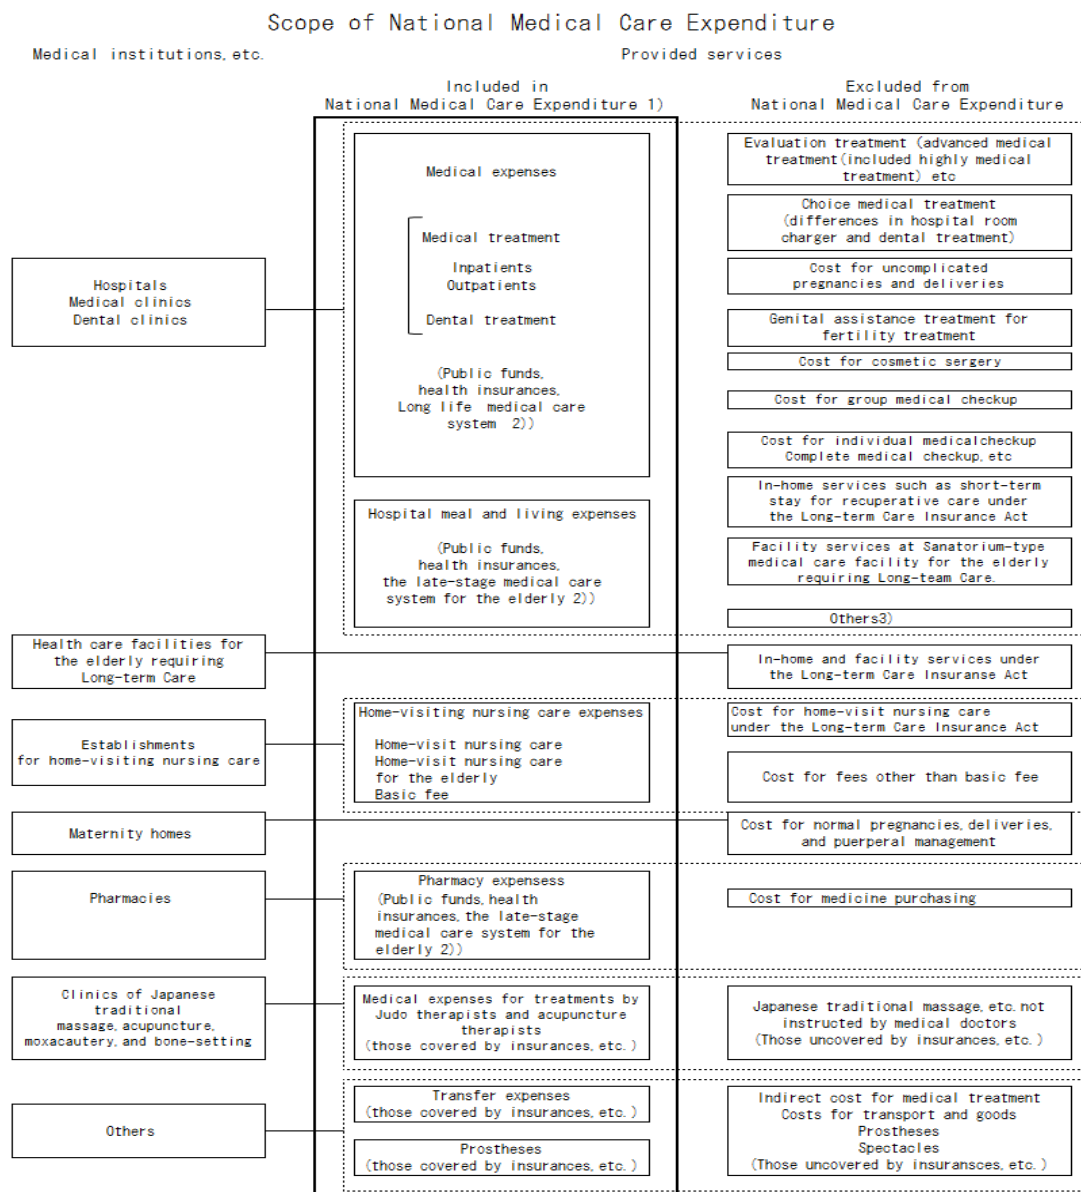 Scope of National Medical Care Expenditure
Medical institutions, etc.
Provided services
Included in
National Medical Care Expenditure 1)
Excluded from
National Medical Care Expenditure
Hospitals
Medical clinics
Dental clinics
Medical expenses
Medical treatment
Inpatients
Outpatients
Dental treatment
(Public funds,
health insurances,
Long life medical care
system 2))
Hospital meal and living expenses
(Public funds,
health insurances,
the late-stage medical care
system for the elderly 2))
Evaluation treatment (advanced medical
treatment(included highly medical
treatment) etc
Choice medical treatment
(differences in hospital room
charger and dental treatment)
Cost for uncomplicated
pregnancies and deliveries
Genital assistance treatment for
fertility treatment
Cost for cosmetic sergery
Cost for group medical checkup
Cost for individual medicalcheckup
Complete medical checkup, etc
In-home services such as short-term
stay for recuperative care under
the Long-term Care Insurance Act
Facility services at Sanatorium-type
medical care facility for the elderly
requiring Long-team Care.
Others3)
Health care facilities for
the elderly requiring
Long-term Care
In-home and facility services under
the Long-term Care Insuranse Act
Establishments
for home-visiting nursing care
Home-visiting nursing care expenses
Home-visit nursing care
Home-visit nursing care
for the elderly
Basic fee
Cost for home-visit nursing care
under the Long-term Care Insurance Act
Cost for fees other than basic fee
Maternity homes
Cost for normal pregnancies, deliveries,
and puerperal management
Pharmacies
Pharmacy expensess
(Public funds, health
insurances, the late-stage
medical care system for the
elderly 2))
Cost for medicine purchasing
Clinics of Japanese
traditional
massage, acupuncture,
moxacautery, and bone-setting
Medical expenses for treatments by
Judo therapists and acupuncture
therapists
(those covered by insurances, etc.)
Japanese traditional massage, etc. not
instructed by medical doctors
(Those uncovered by insurances, etc.)
Others
Transfer expenses
(those covered by insurances, etc.)
Prostheses
(those covered by insurances, etc.)
Indirect cost for medical treatment
Costs for transport and goods
Prostheses
Spectacles
(Those uncovered by insuransces, etc.)